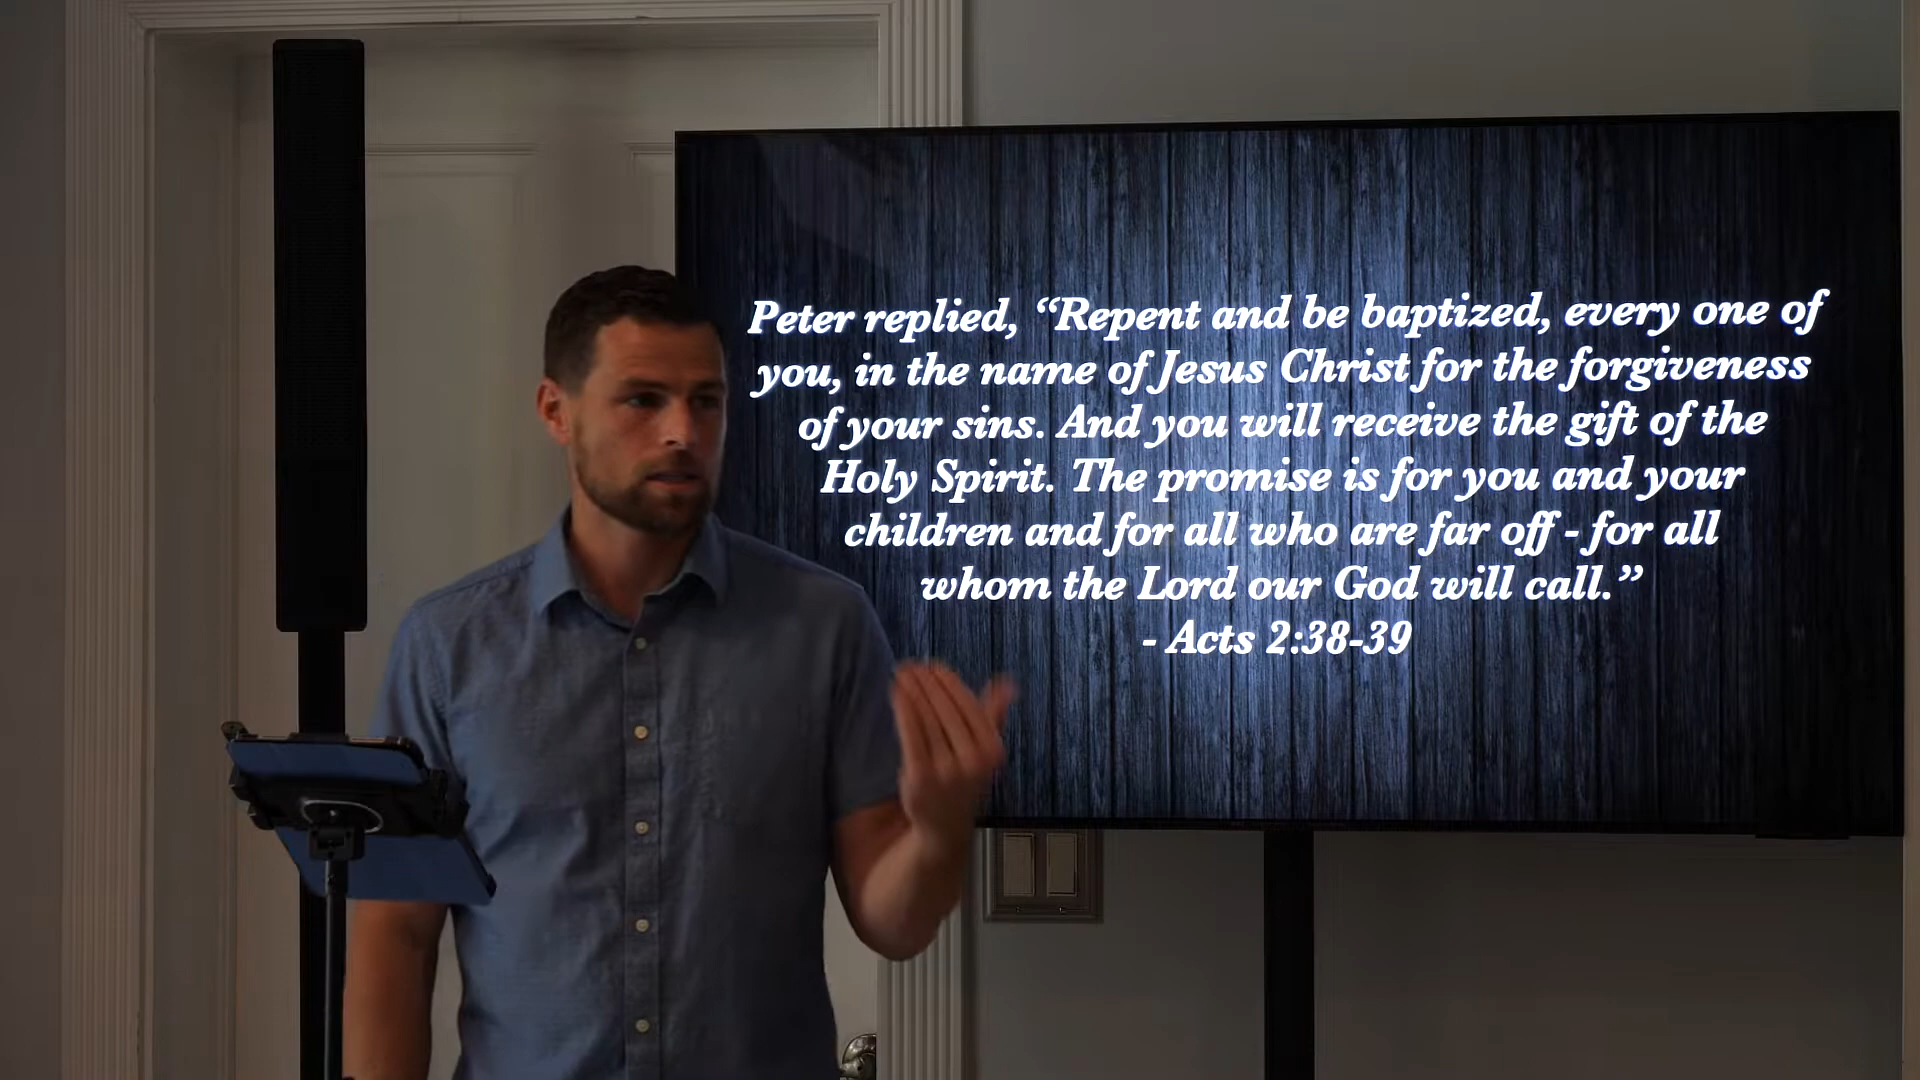 Peter replied, “Repent and be baptized, every one of
you, in the name of Jesus Christ for the forgiveness
of your sins. And you will receive the gift of the
Holy Spirit. The promise is for you and your
children and for all who are far off - for all
whom the Lord our God will call.”
- Acts 2:38-39